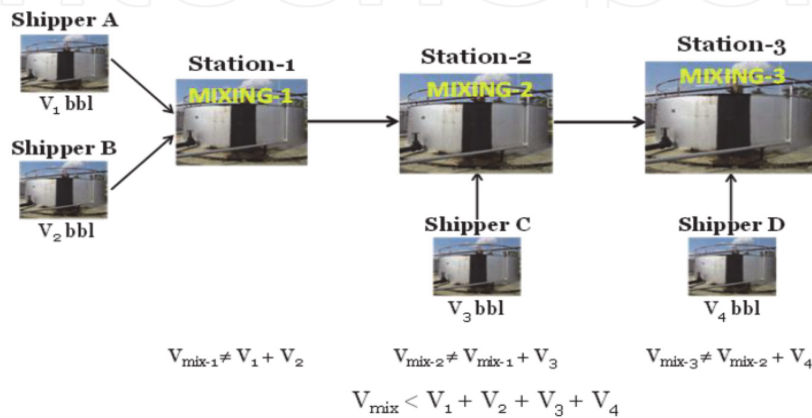 Shipper A
V₁ bbl
Shipper B
V₂ bbl
Station-1
MIXING-1
Station-2
MIXING-2
Station-3
MIXING-3
Shipper C
V₃ bbl
Shipper D
V₄ bbl
Vmix-1 ≠ V₁ + V₂
Vmix-2 ≠ Vmix-1 + V₃
Vmix-3 ≠ Vmix-2 + V₄
Vmix < V₁ + V₂ + V₃ + V₄